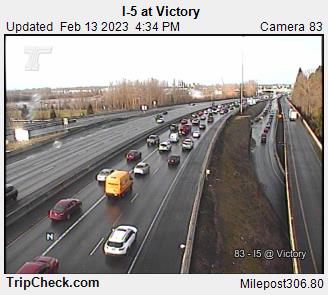 I-5 at Victory
Updated Feb 13 2023 4:34 PM Camera 83
N
83 - I5 @ Victory
TripCheck.com Milepost306.80